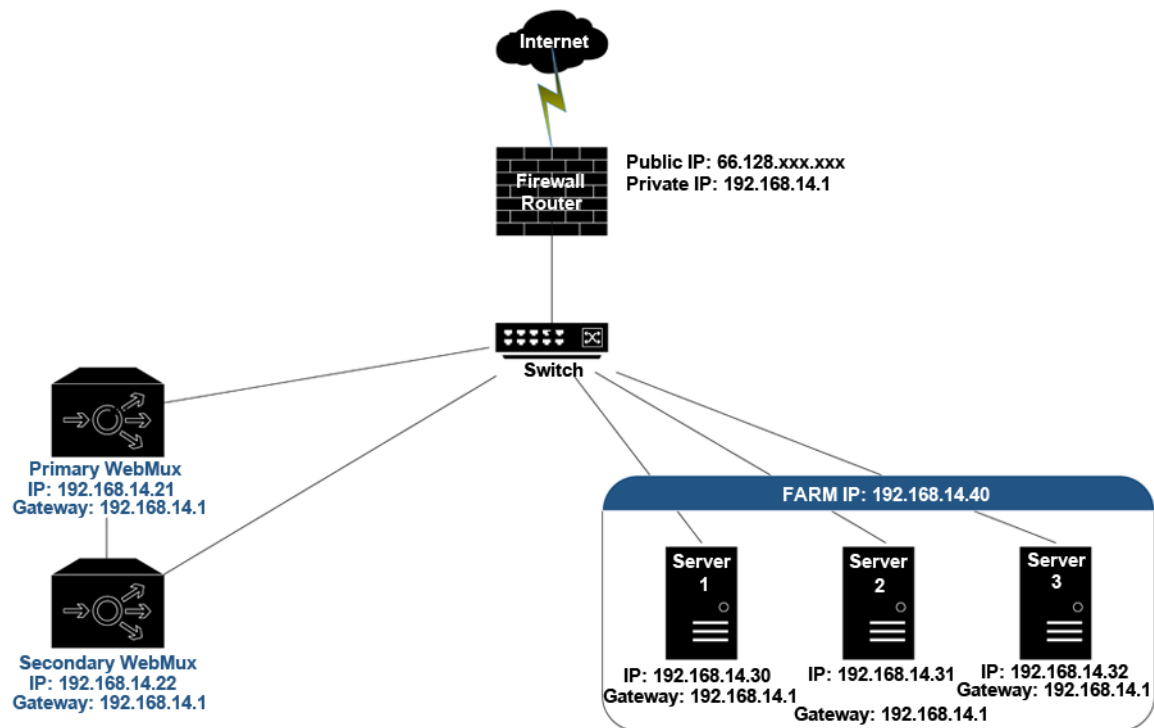 Internet
Firewall
Router
Public IP: 66.128.xxx.xxx
Private IP: 192.168.14.1
Switch
Primary WebMux
IP: 192.168.14.21
Gateway: 192.168.14.1
Secondary WebMux
IP: 192.168.14.22
Gateway: 192.168.14.1
FARM IP: 192.168.14.40
Server
1
IP: 192.168.14.30
Gateway: 192.168.14.1
Server
2
IP: 192.168.14.31
Gateway: 192.168.14.1
Server
3
IP: 192.168.14.32
Gateway: 192.168.14.1